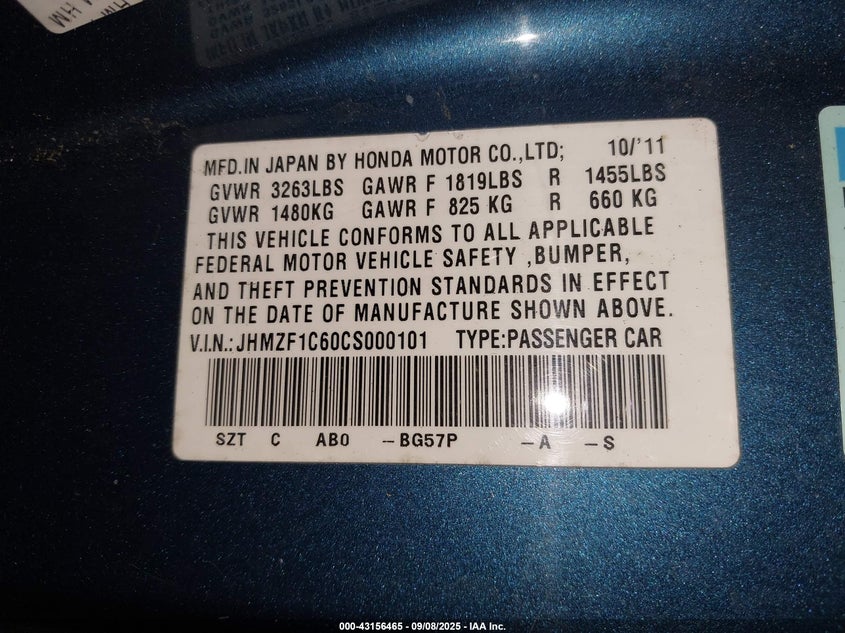 MFD.IN JAPAN BY HONDA MOTOR CO.,LTD; 10/'11
GVWR 3263LBS GAWR F 1819LBS R 1455LBS
GVWR 1480KG GAWR F 825 KG R 660 KG
THIS VEHICLE CONFORMS TO ALL APPLICABLE
FEDERAL MOTOR VEHICLE SAFETY ,BUMPER,
AND THEFT PREVENTION STANDARDS IN EFFECT
ON THE DATE OF MANUFACTURE SHOWN ABOVE.
V.I.N.:JHMZF1C60CS000101 TYPE:PASSENGER CAR
SZT C AB0 --BG57P -A -S
000-43156465 - 09/08/2025 - IAA Inc.